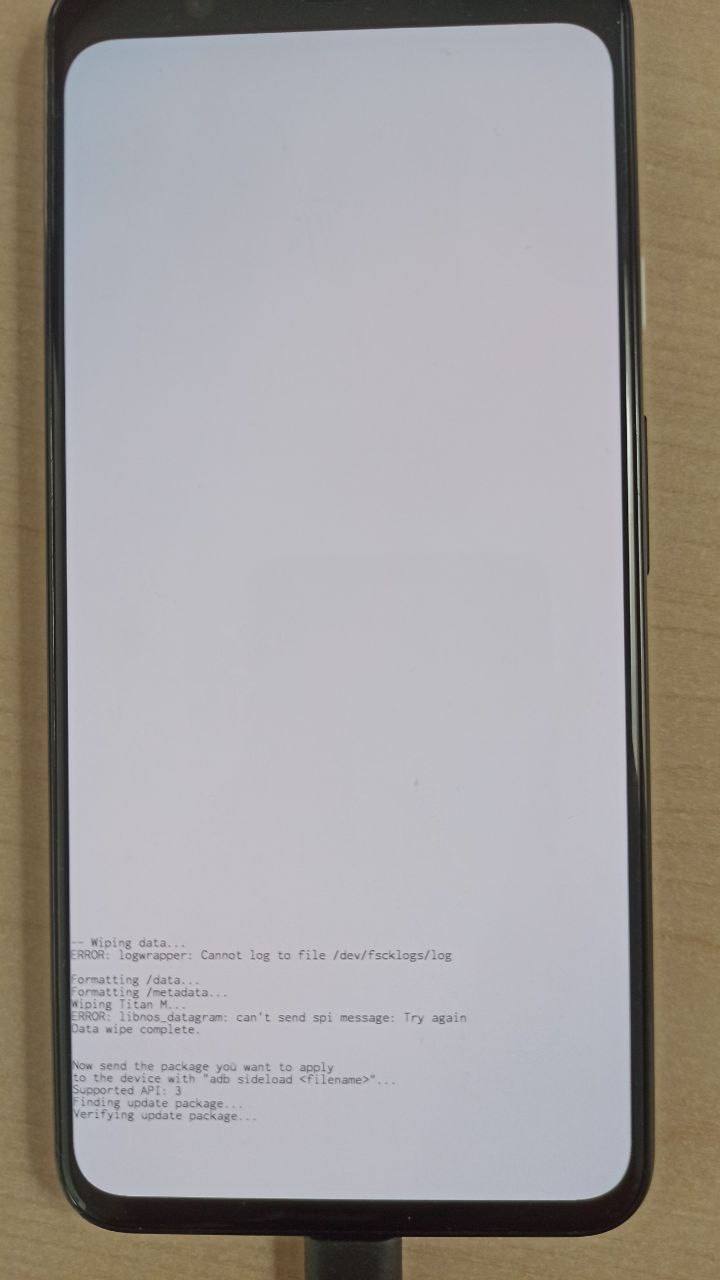 -- Wiping data...
ERROR: logwrapper: Cannot log to file /dev/fscklogs/log
Formatting /data...
Formatting /metadata...
Wiping Titan M...
ERROR: libnos_datagram: can't send spi message: Try again
Data wipe complete.
Now send the package you want to apply
to the device with "adb sideload <filename>"...
Supported API: 3
Finding update package...
Verifying update package...